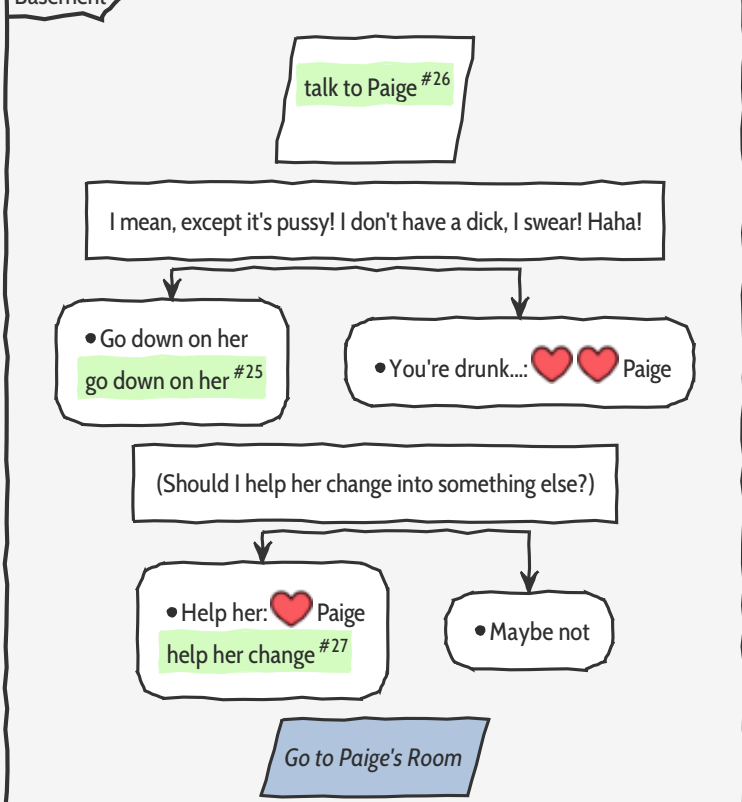 Basement
talk to Paige #26
I mean, except it's pussy! I don't have a dick, I swear! Haha!
• Go down on her
go down on her #25
• You're drunk...: ❤️❤️ Paige
(Should I help her change into something else?)
• Help her: ❤️ Paige
help her change #27
• Maybe not
Go to Paige's Room